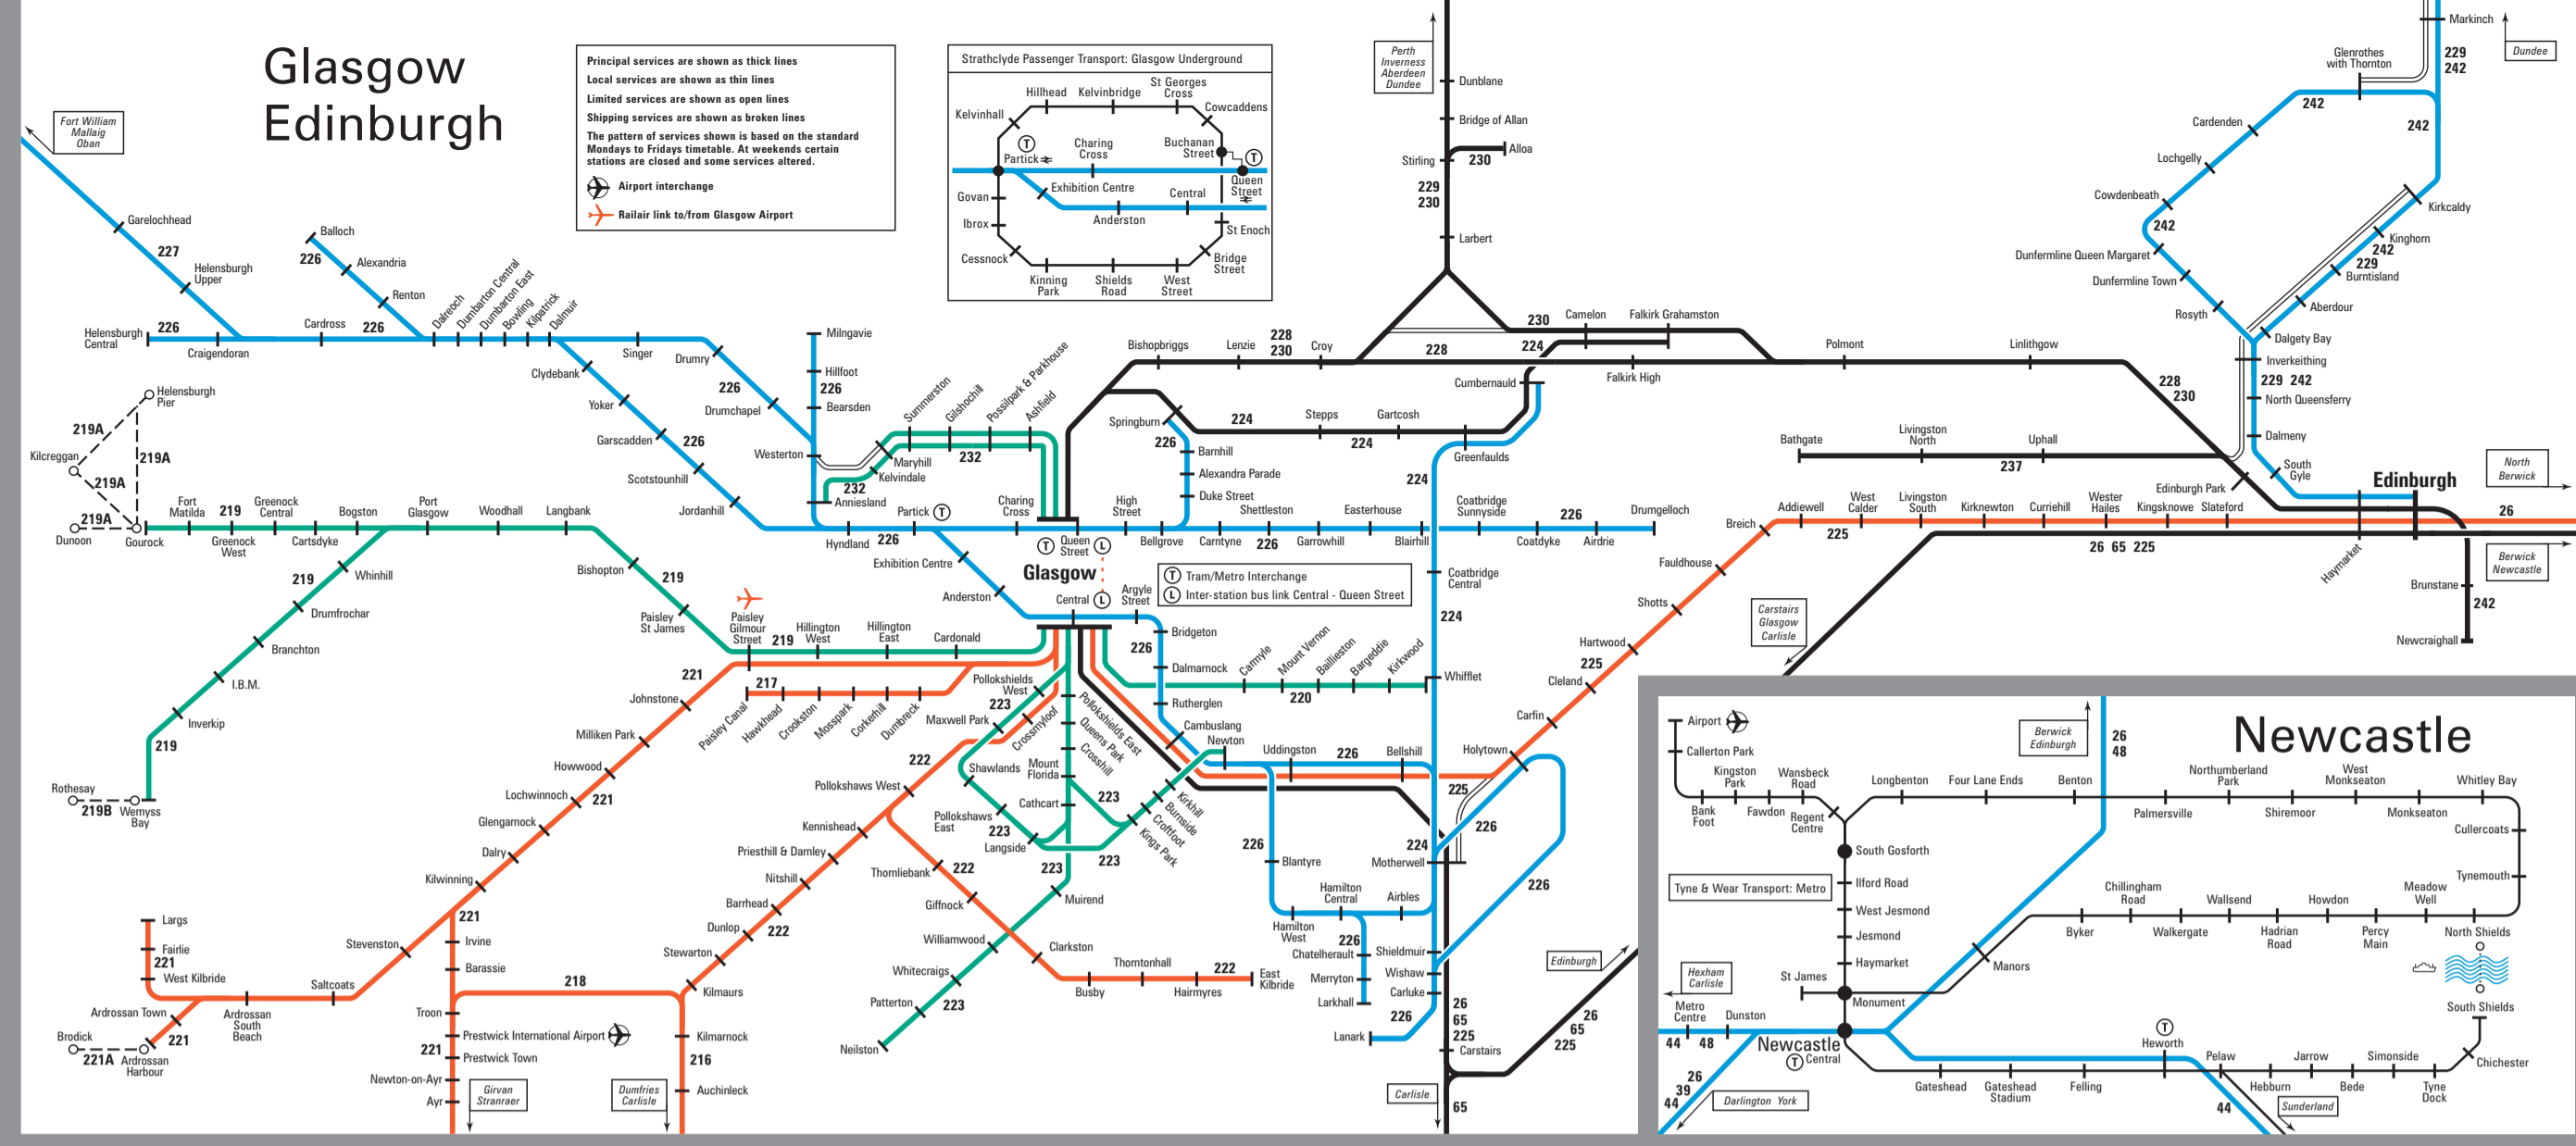 Glasgow
Edinburgh
Fort William
Mallaig
Oban
Principal services are shown as thick lines
Local services are shown as thin lines
Limited services are shown as open lines
Shipping services are shown as broken lines
The pattern of services shown is based on the standard
Mondays to Fridays timetable. At weekends certain
stations are closed and some services altered.
Airport interchange
Railair link to/from Glasgow Airport
Strathclyde Passenger Transport: Glasgow Underground
Hillhead
Kelvinbridge
St Georges
Cross
Cowcaddens
Kelvinhall
T
Partick
Charing
Cross
Buchanan
Street
T
Queen
Street
Exhibition Centre
Central
Anderston
Govan
Ibrox
Cessnock
Kinning
Park
Shields
Road
West
Street
Bridge
Street
St Enoch
Perth
Inverness
Aberdeen
Dundee
Dunblane
Bridge of Allan
Stirling
Alloa
230
229
230
Larbert
Markinch
229
242
Dundee
Glenrothes
with Thornton
242
242
Cardenden
Lochgelly
Cowdenbeath
242
Kirkcaldy
Kinghorn
242
229
Burntisland
Aberdour
Dalgety Bay
Dunfermline Queen Margaret
Dunfermline Town
Rosyth
Inverkeithing
229 242
North Queensferry
Dalmeny
South
Gyle
Garelochhead
227
Helensburgh
Upper
Balloch
226
Alexandria
Renton
Helensburgh
Central
226
Craigendoran
Cardross
226
Dalreoch
Dumbarton Central
Dumbarton East
Bowling
Kilpatrick
Dalmuir
Singer
Drumry
226
Drumchapel
Clydebank
Yoker
Garscadden
226
Scotstounhill
Jordanhill
Milngavie
Hillfoot
226
Bearsden
Westerton
Anniesland
232
Kelvindale
Maryhill
Summerston
Gilshochill
Possilpark & Parkhouse
Ashfield
232
Hyndland
226
Partick
T
Charing
Cross
Bishopbriggs
Lenzie
228
230
Croy
228
230
Camelon
Falkirk Grahamston
224
Falkirk High
Polmont
Linlithgow
228
230
Cumbernauld
Springburn
224
Stepps
224
Gartcosh
Greenfaulds
226
Barnhill
Alexandra Parade
Duke Street
224
Bathgate
Livingston
North
Uphall
237
Edinburgh Park
Edinburgh
North
Berwick
26
Berwick
Newcastle
Haymarket
26 65 225
Brunstane
242
Newcraighall
Helensburgh
Pier
219A
Kilcreggan
219A
219A
219A
Dunoon
Gourock
Fort
Matilda
219
Greenock
West
Greenock
Central
Cartsdyke
Bogston
Port
Glasgow
Woodhall
Langbank
Bishopton
219
Paisley
St James
Paisley
Gilmour
Street
219
Hillington
West
Hillington
East
Cardonald
Whinhill
219
Drumfrochar
Branchton
I.B.M.
Inverkip
219
Rothesay
219B
Wemyss
Bay
T
Queen
Street
L
Glasgow
Central
L
High
Street
Bellgrove
Carntyne
Shettleston
226
Garrowhill
Easterhouse
Blairhill
Coatbridge
Sunnyside
Coatdyke
226
Airdrie
Drumgelloch
T Tram/Metro Interchange
L Inter-station bus link Central - Queen Street
Exhibition Centre
Anderston
Argyle
Street
Bridgeton
226
Dalmarnock
Rutherglen
Cambuslang
Newton
Carmyle
Mount Vernon
Baillieston
Bargeddie
Kirkwood
220
Coatbridge
Central
224
Whifflet
Uddingston
226
Bellshill
Breich
Addiewell
225
West
Calder
Livingston
South
Kirknewton
Curriehill
Wester
Hailes
Kingsknowe
Slateford
Fauldhouse
Shotts
Hartwood
225
Cleland
Carfin
Holytown
Carstairs
Glasgow
Carlisle
221
217
Paisley Canal
Hawkhead
Crookston
Mosspark
Corkerhill
Dumbreck
Johnstone
Milliken Park
Howwood
Lochwinnoch
221
Glengarnock
Dalry
Kilwinning
221
Stevenston
Saltcoats
Ardrossan
South
Beach
Largs
Fairlie
221
West Kilbride
Ardrossan Town
221
Brodick
221A
Ardrossan
Harbour
Irvine
Barassie
218
Troon
Prestwick International Airport
221
Prestwick Town
Newton-on-Ayr
Ayr
Girvan
Stranraer
Pollokshields
West
223
Maxwell Park
Crossmyloof
Pollokshields East
Queens Park
Crosshill
Mount
Florida
Cathcart
Shawlands
Pollokshaws
East
223
Langside
223
223
223
Kirkhill
Burnside
Croftfoot
Kings Park
222
Pollokshaws West
Kennishead
Priesthill & Darnley
Nitshill
Barrhead
Dunlop
222
Stewarton
Kilmaurs
Kilmarnock
216
Auchinleck
Dumfries
Carlisle
Thornliebank
222
Giffnock
Muirend
Williamwood
Whitecraigs
Patterton
223
Neilston
Clarkston
Busby
Thorntonhall
Hairmyres
222
East
Kilbride
225
226
224
Motherwell
226
Blantyre
226
Hamilton
West
Hamilton
Central
Airbles
226
Chatelherault
Merryton
Larkhall
Shieldmuir
Wishaw
Carluke
226
Lanark
26
65
225
Carstairs
Carlisle
65
Edinburgh
26
65
225
Newcastle
Airport
Callerton Park
Bank
Foot
Kingston
Park
Fawdon
Wansbeck
Road
Regent
Centre
Longbenton
Four Lane Ends
Benton
Berwick
Edinburgh
26
48
Palmersville
Northumberland
Park
Shiremoor
West
Monkseaton
Monkseaton
Whitley Bay
Cullercoats
Tynemouth
South Gosforth
Tyne & Wear Transport: Metro
Ilford Road
West Jesmond
Jesmond
Haymarket
St James
Monument
Manors
Byker
Chillingham
Road
Walkergate
Wallsend
Hadrian
Road
Howdon
Percy
Main
Meadow
Well
North Shields
South Shields
Hexham
Carlisle
Metro
Centre
Dunston
44 48
Newcastle
T Central
26
39
44
Darlington York
Gateshead
Gateshead
Stadium
Felling
T
Heworth
Pelaw
44
Hebburn
Jarrow
Bede
Simonside
Tyne
Dock
Chichester
Sunderland